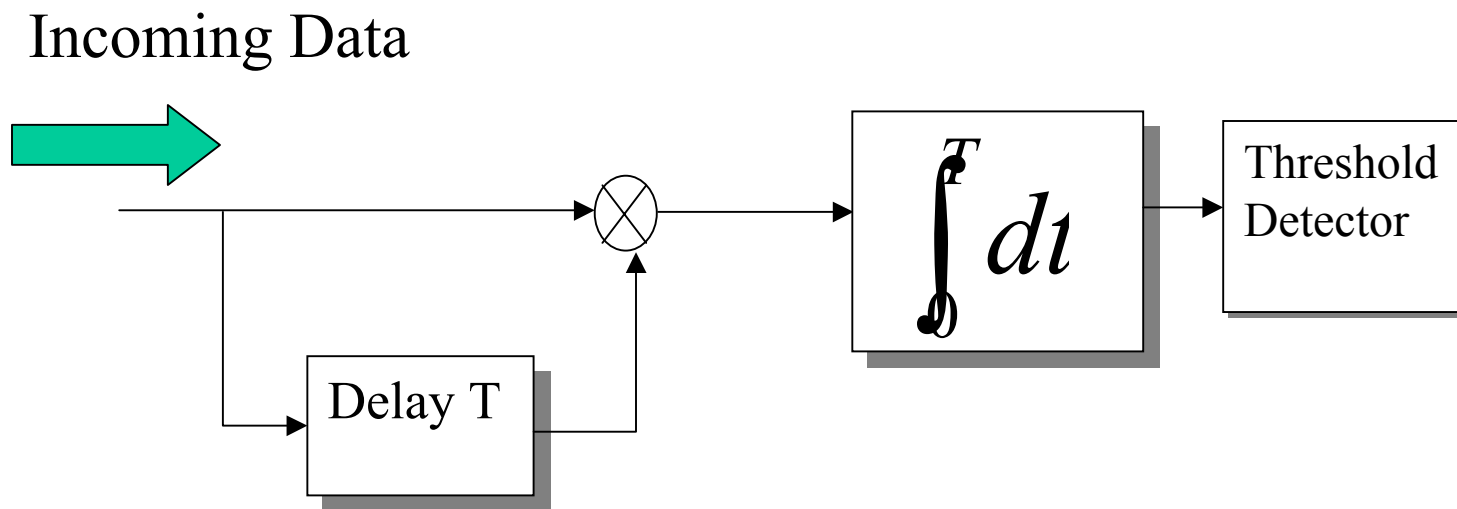 Incoming Data
T
∫ dt
0
Threshold
Detector
Delay T